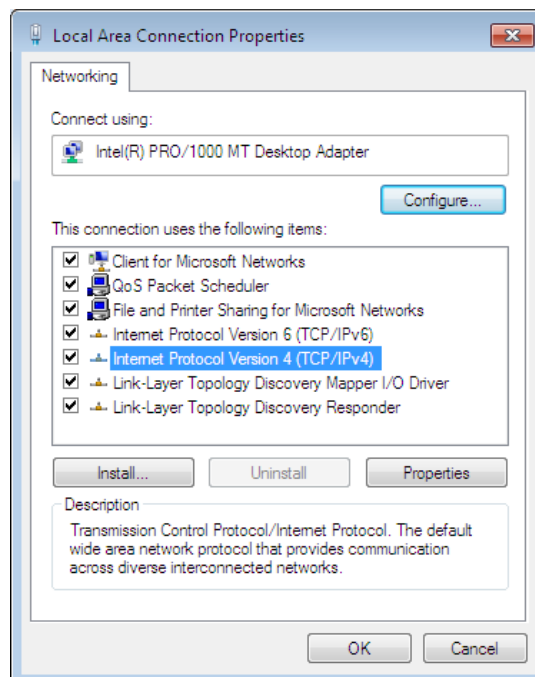 Local Area Connection Properties
Networking
Connect using:
Intel(R) PRO/1000 MT Desktop Adapter
Configure...
This connection uses the following items:
Client for Microsoft Networks
QoS Packet Scheduler
File and Printer Sharing for Microsoft Networks
Internet Protocol Version 6 (TCP/IPv6)
Internet Protocol Version 4 (TCP/IPv4)
Link-Layer Topology Discovery Mapper I/O Driver
Link-Layer Topology Discovery Responder
Install... Uninstall Properties
Description
Transmission Control Protocol/Internet Protocol. The default
wide area network protocol that provides communication
across diverse interconnected networks.
OK Cancel